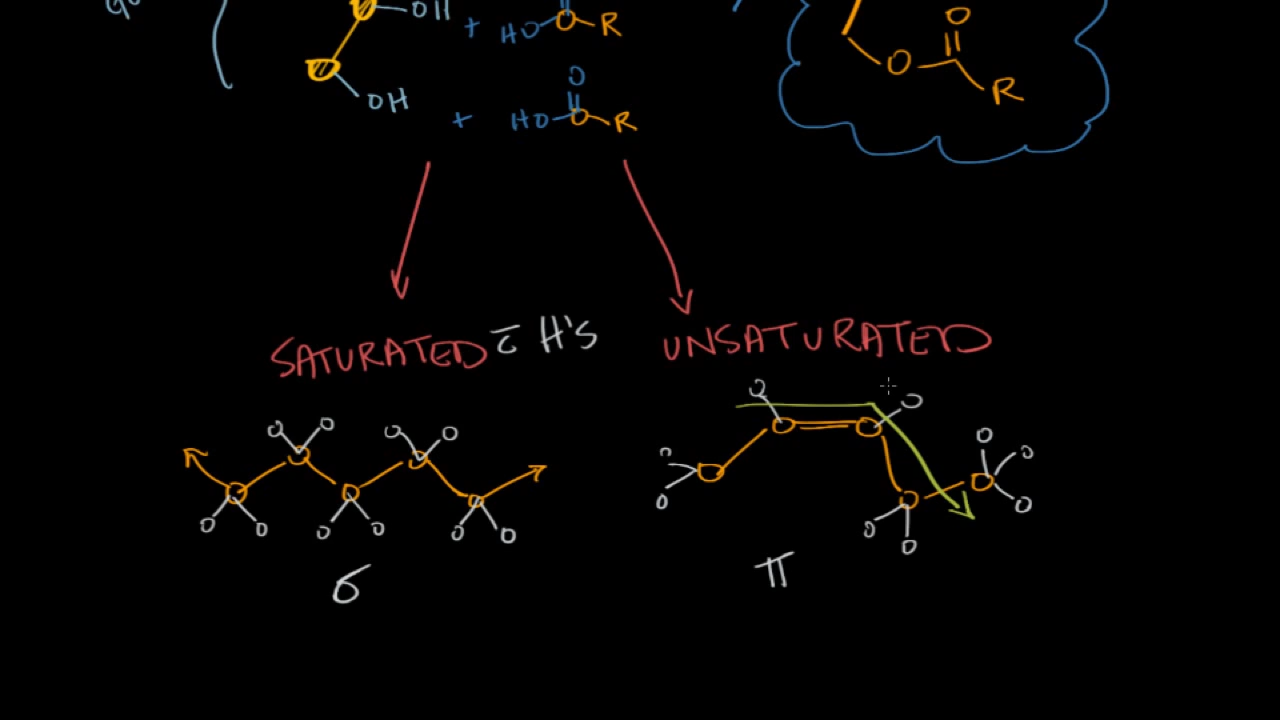 OH
+ HO O R
O
OH + HO R
O
O R
SATURATED c̄ H's UNSATURATED
σ π